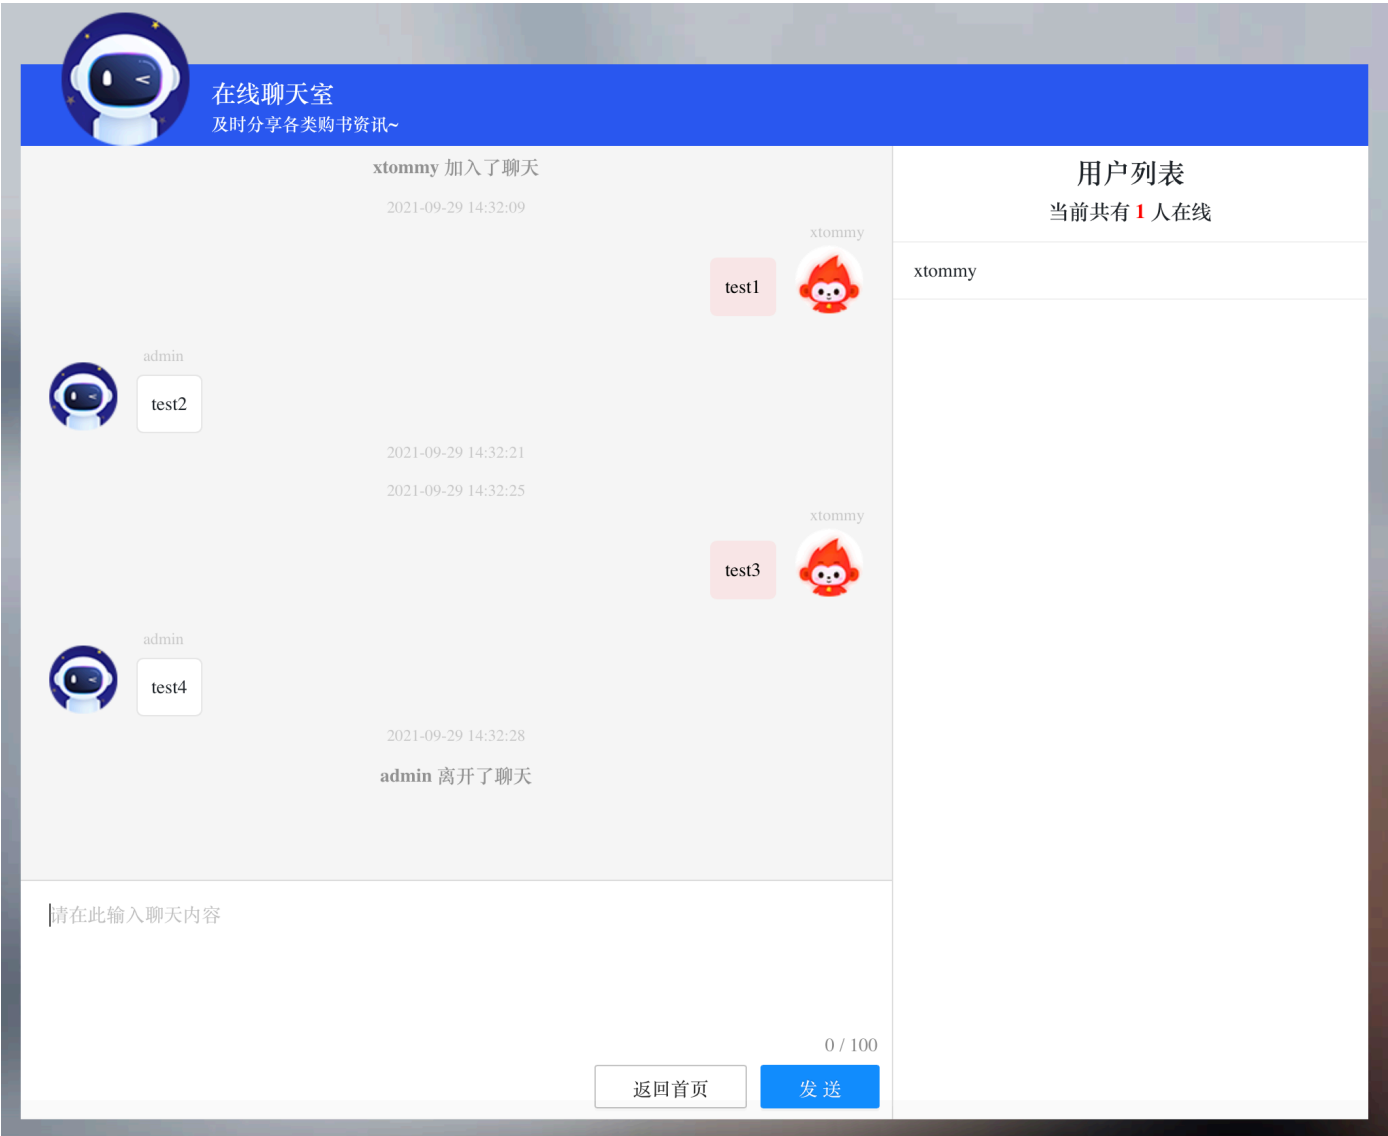 在线聊天室
及时分享各类购书资讯~
xtommy 加入了聊天
2021-09-29 14:32:09
xtommy
test1
admin
test2
2021-09-29 14:32:21
2021-09-29 14:32:25
xtommy
test3
admin
test4
2021-09-29 14:32:28
admin 离开了聊天
请在此输入聊天内容
0 / 100
返回首页
发 送
用户列表
当前共有 1 人在线
xtommy